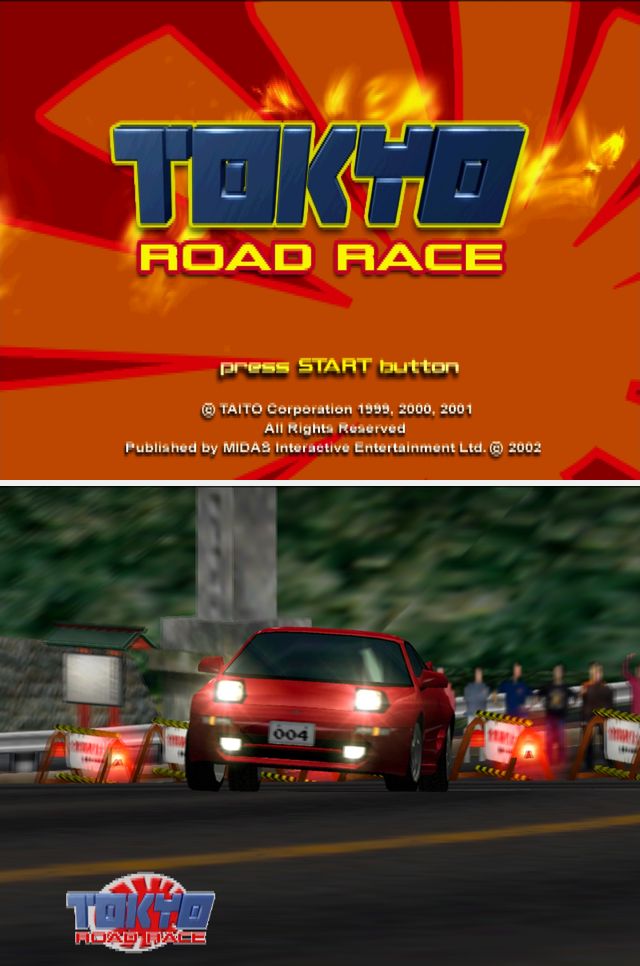 TOKYO
ROAD RACE
press START button
© TAITO Corporation 1999, 2000, 2001
All Rights Reserved
Published by MIDAS Interactive Entertainment Ltd. © 2002
004
TOKYO
ROAD RACE